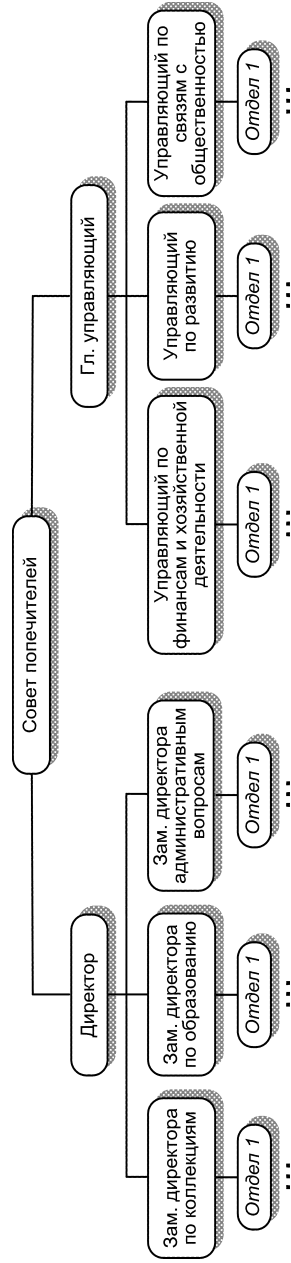 Совет попечителей
Директор
Гл. управляющий
Зам. директора
по коллекциям
Зам. директора
по образованию
Зам. директора
административным
вопросам
Управляющий по
финансам и хозяйственной
деятельности
Управляющий
по развитию
Управляющий по
связям с
общественностью
Отдел 1
Отдел 1
Отдел 1
Отдел 1
Отдел 1
Отдел 1
...
...
...
...
...
...